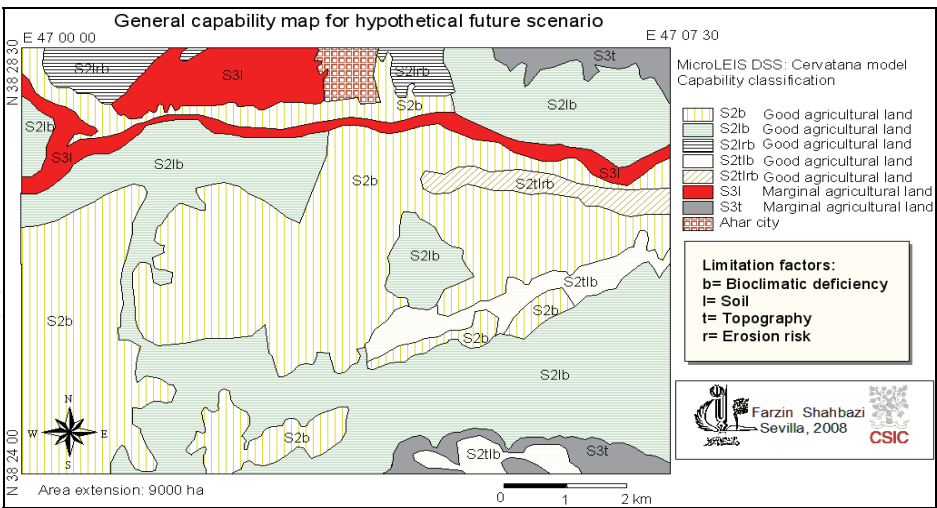 General capability map for hypothetical future scenario
E 47 00 00
E 47 07 30
N 38 28 30
N 38 24 00
S2lrb
S3l
S2lrb
S3t
S2b
S2lb
S2lb
S3l
S2lb
S2b
S3l
S2tlrb
S2lb
S2tlb
S2b
S2b
S2b
S2lb
S2b
S2tlb
S3t
N
W
E
S
Area extension: 9000 ha
0 1 2 km
MicroLEIS DSS: Cervatana model
Capability classification
S2b Good agricultural land
S2lb Good agricultural land
S2lrb Good agricultural land
S2tlb Good agricultural land
S2tlrb Good agricultural land
S3l Marginal agricultural land
S3t Marginal agricultural land
Ahar city
Limitation factors:
b= Bioclimatic deficiency
l= Soil
t= Topography
r= Erosion risk
Farzin Shahbazi
Sevilla, 2008
CSIC